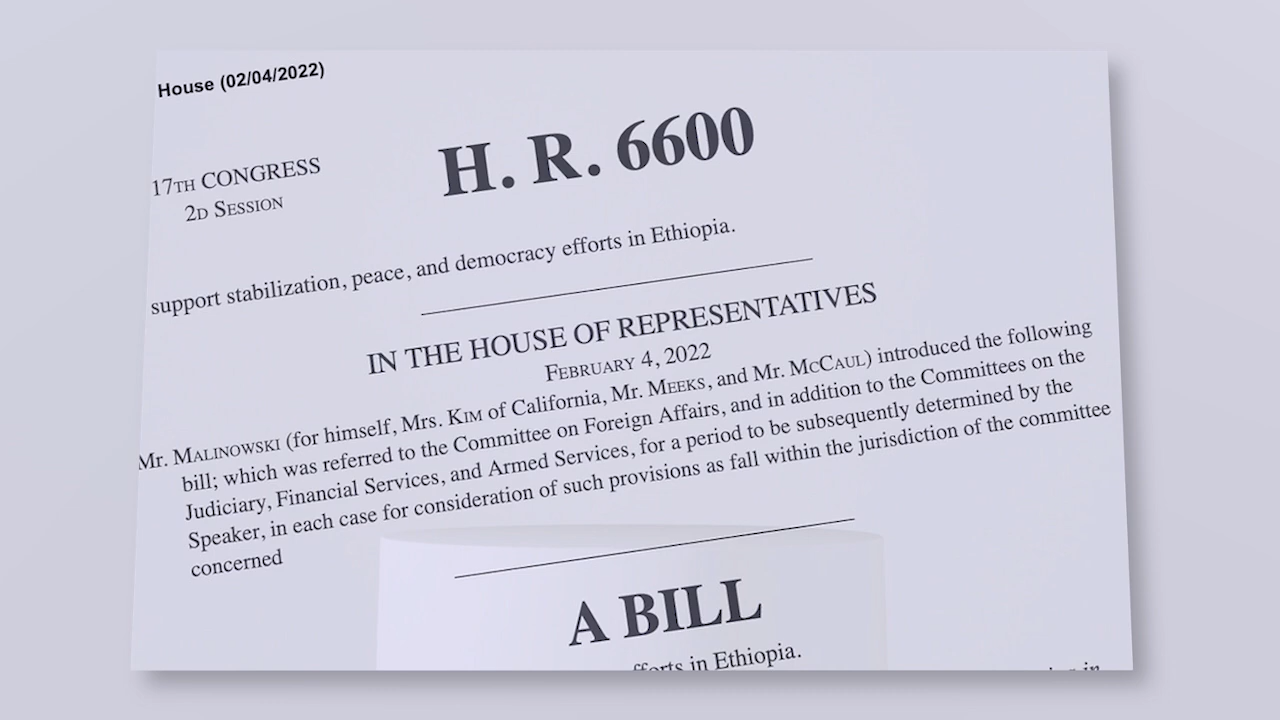 House (02/04/2022)
17TH CONGRESS
2D SESSION
H. R. 6600
support stabilization, peace, and democracy efforts in Ethiopia.
IN THE HOUSE OF REPRESENTATIVES
FEBRUARY 4, 2022
Mr. MALINOWSKI (for himself, Mrs. KIM of California, Mr. MEEKS, and Mr. MCCAUL) introduced the following
bill; which was referred to the Committee on Foreign Affairs, and in addition to the Committees on the
Judiciary, Financial Services, and Armed Services, for a period to be subsequently determined by the
Speaker, in each case for consideration of such provisions as fall within the jurisdiction of the committee
concerned
A BILL
in Ethiopia.